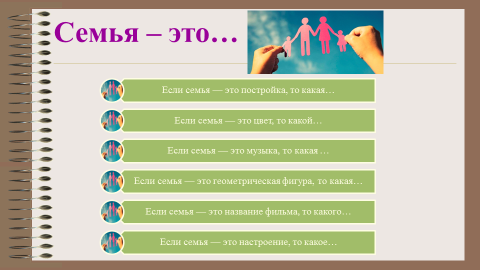 Семья – это…
Если семья — это постройка, то какая…
Если семья — это цвет, то какой…
Если семья — это музыка, то какая …
Если семья — это геометрическая фигура, то какая…
Если семья — это название фильма, то какого…
Если семья — это настроение, то какое…